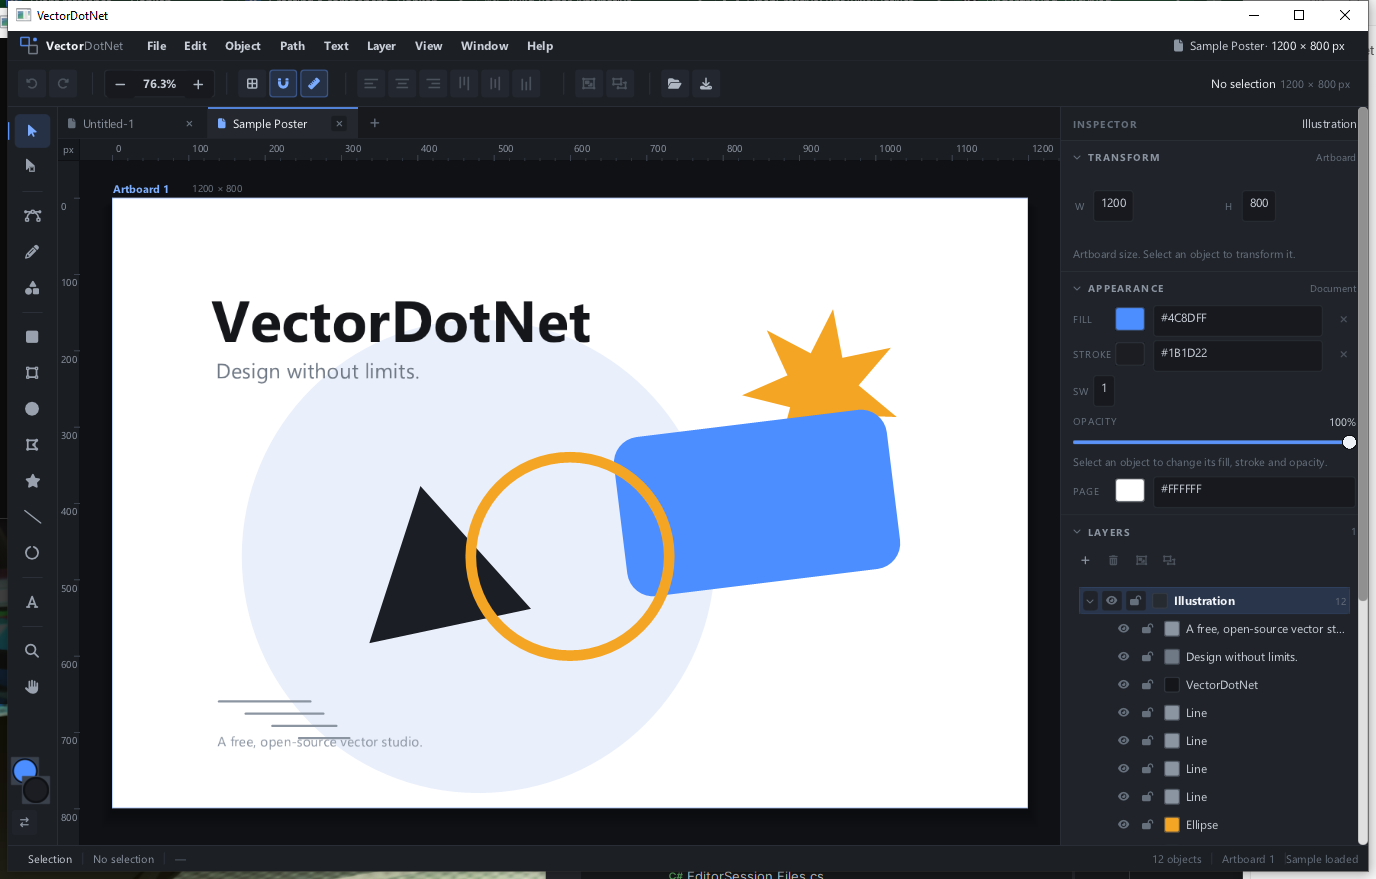 VectorDotNet
VectorDotNet File Edit Object Path Text Layer View Window Help Sample Poster· 1200 × 800 px
76.3% No selection 1200 × 800 px
Untitled-1 Sample Poster
px 0 100 200 300 400 500 600 700 800 900 1000 1100 1200
Artboard 1 1200 × 800
0
100
200
300
400
500
600
700
800
VectorDotNet
Design without limits.
A free, open-source vector studio.
INSPECTOR Illustration
TRANSFORM Artboard
W 1200 H 800
Artboard size. Select an object to transform it.
APPEARANCE Document
FILL #4C8DFF
STROKE #1B1D22
SW 1
OPACITY 100%
Select an object to change its fill, stroke and opacity.
PAGE #FFFFFF
LAYERS 1
Illustration 12
A free, open-source vector st...
Design without limits.
VectorDotNet
Line
Line
Line
Line
Ellipse
Selection No selection — 12 objects Artboard 1 Sample loaded
C# EditorSession.Files.cs